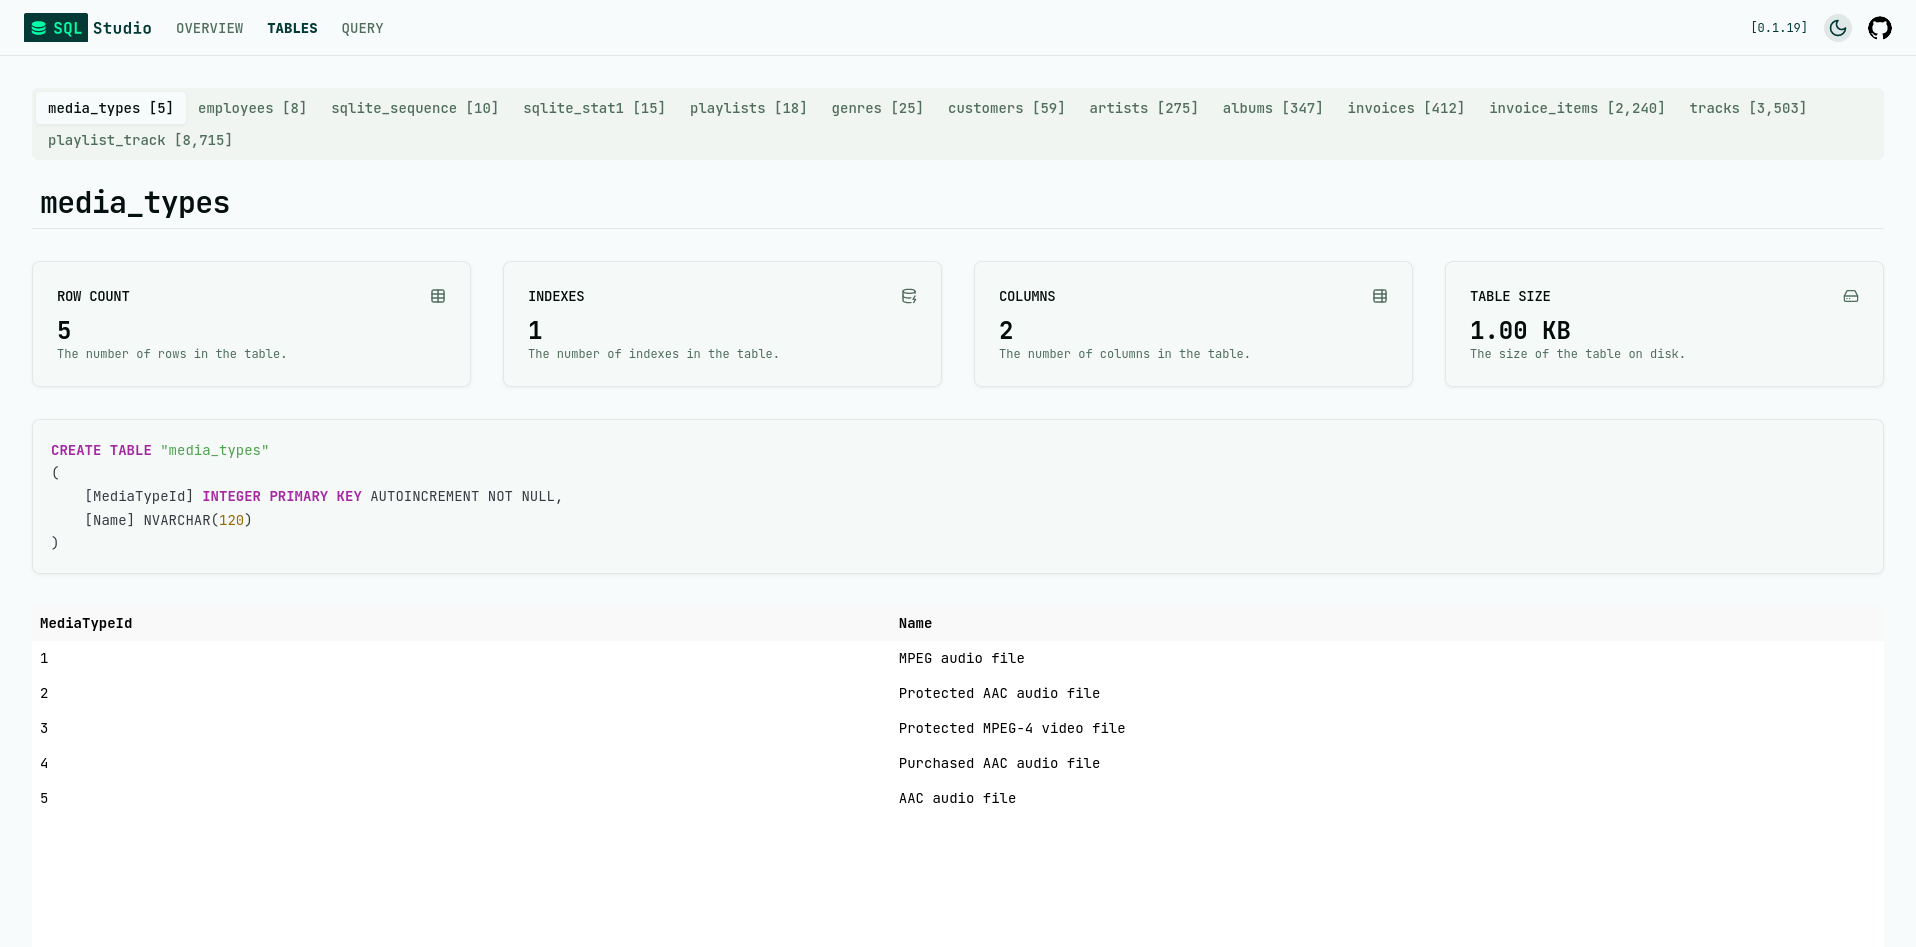 SQL Studio OVERVIEW TABLES QUERY [0.1.19]
media_types [5] employees [8] sqlite_sequence [10] sqlite_stat1 [15] playlists [18] genres [25] customers [59] artists [275] albums [347] invoices [412] invoice_items [2,240] tracks [3,503]
playlist_track [8,715]
media_types
ROW COUNT INDEXES COLUMNS TABLE SIZE
5 1 2 1.00 KB
The number of rows in the table. The number of indexes in the table. The number of columns in the table. The size of the table on disk.
CREATE TABLE "media_types"
(
    [MediaTypeId] INTEGER PRIMARY KEY AUTOINCREMENT NOT NULL,
    [Name] NVARCHAR(120)
)
MediaTypeId Name
1 MPEG audio file
2 Protected AAC audio file
3 Protected MPEG-4 video file
4 Purchased AAC audio file
5 AAC audio file